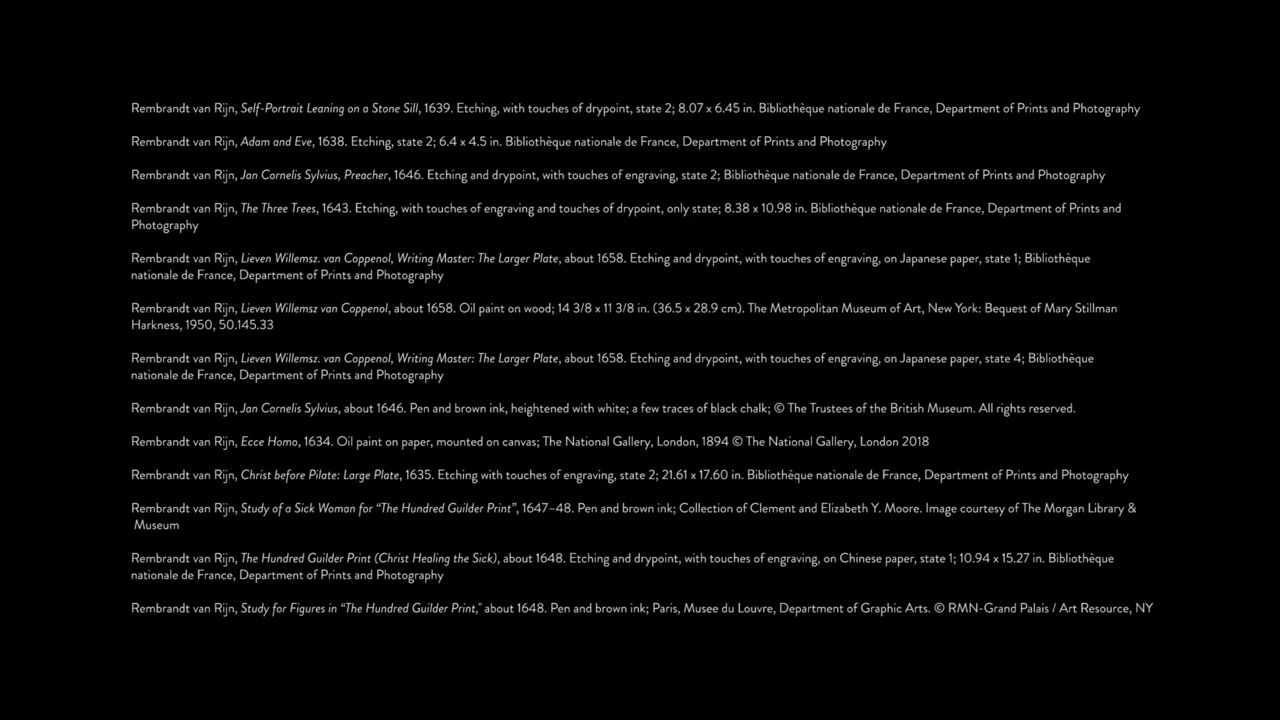 Rembrandt van Rijn, Self-Portrait Leaning on a Stone Sill, 1639. Etching, with touches of drypoint, state 2; 8.07 x 6.45 in. Bibliothèque nationale de France, Department of Prints and Photography
Rembrandt van Rijn, Adam and Eve, 1638. Etching, state 2; 6.4 x 4.5 in. Bibliothèque nationale de France, Department of Prints and Photography
Rembrandt van Rijn, Jan Cornelis Sylvius, Preacher, 1646. Etching and drypoint, with touches of engraving, state 2; Bibliothèque nationale de France, Department of Prints and Photography
Rembrandt van Rijn, The Three Trees, 1643. Etching, with touches of engraving and touches of drypoint, only state; 8.38 x 10.98 in. Bibliothèque nationale de France, Department of Prints and
Photography
Rembrandt van Rijn, Lieven Willemsz. van Coppenol, Writing Master: The Larger Plate, about 1658. Etching and drypoint, with touches of engraving, on Japanese paper, state 1; Bibliothèque
nationale de France, Department of Prints and Photography
Rembrandt van Rijn, Lieven Willemsz van Coppenol, about 1658. Oil paint on wood; 14 3/8 x 11 3/8 in. (36.5 x 28.9 cm). The Metropolitan Museum of Art, New York: Bequest of Mary Stillman
Harkness, 1950, 50.145.33
Rembrandt van Rijn, Lieven Willemsz. van Coppenol, Writing Master: The Larger Plate, about 1658. Etching and drypoint, with touches of engraving, on Japanese paper, state 4; Bibliothèque
nationale de France, Department of Prints and Photography
Rembrandt van Rijn, Jan Cornelis Sylvius, about 1646. Pen and brown ink, heightened with white; a few traces of black chalk; © The Trustees of the British Museum. All rights reserved.
Rembrandt van Rijn, Ecce Homo, 1634. Oil paint on paper, mounted on canvas; The National Gallery, London, 1894 © The National Gallery, London 2018
Rembrandt van Rijn, Christ before Pilate: Large Plate, 1635. Etching with touches of engraving, state 2; 21.61 x 17.60 in. Bibliothèque nationale de France, Department of Prints and Photography
Rembrandt van Rijn, Study of a Sick Woman for “The Hundred Guilder Print”, 1647–48. Pen and brown ink; Collection of Clement and Elizabeth Y. Moore. Image courtesy of The Morgan Library &
Museum
Rembrandt van Rijn, The Hundred Guilder Print (Christ Healing the Sick), about 1648. Etching and drypoint, with touches of engraving, on Chinese paper, state 1; 10.94 x 15.27 in. Bibliothèque
nationale de France, Department of Prints and Photography
Rembrandt van Rijn, Study for Figures in “The Hundred Guilder Print," about 1648. Pen and brown ink; Paris, Musee du Louvre, Department of Graphic Arts. © RMN-Grand Palais / Art Resource, NY